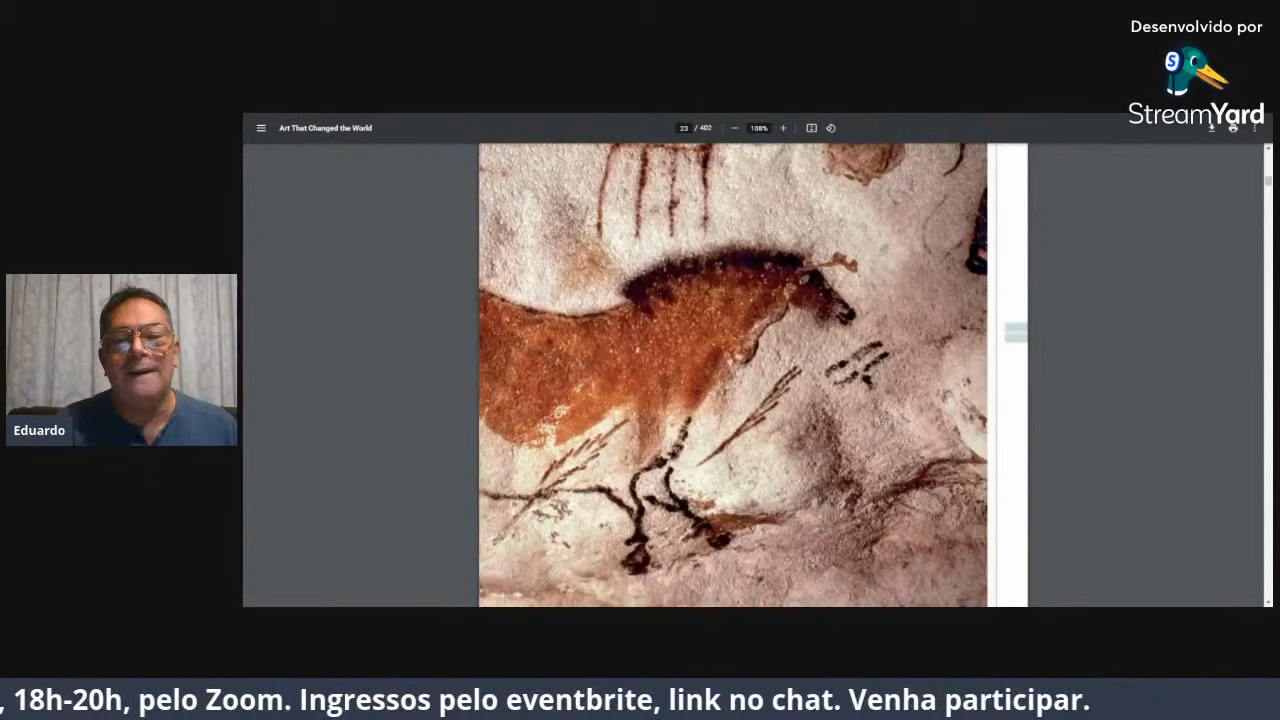 Desenvolvido por
StreamYard
Art That Changed the World
23 / 402
108%
Eduardo
, 18h-20h, pelo Zoom. Ingressos pelo eventbrite, link no chat. Venha participar.